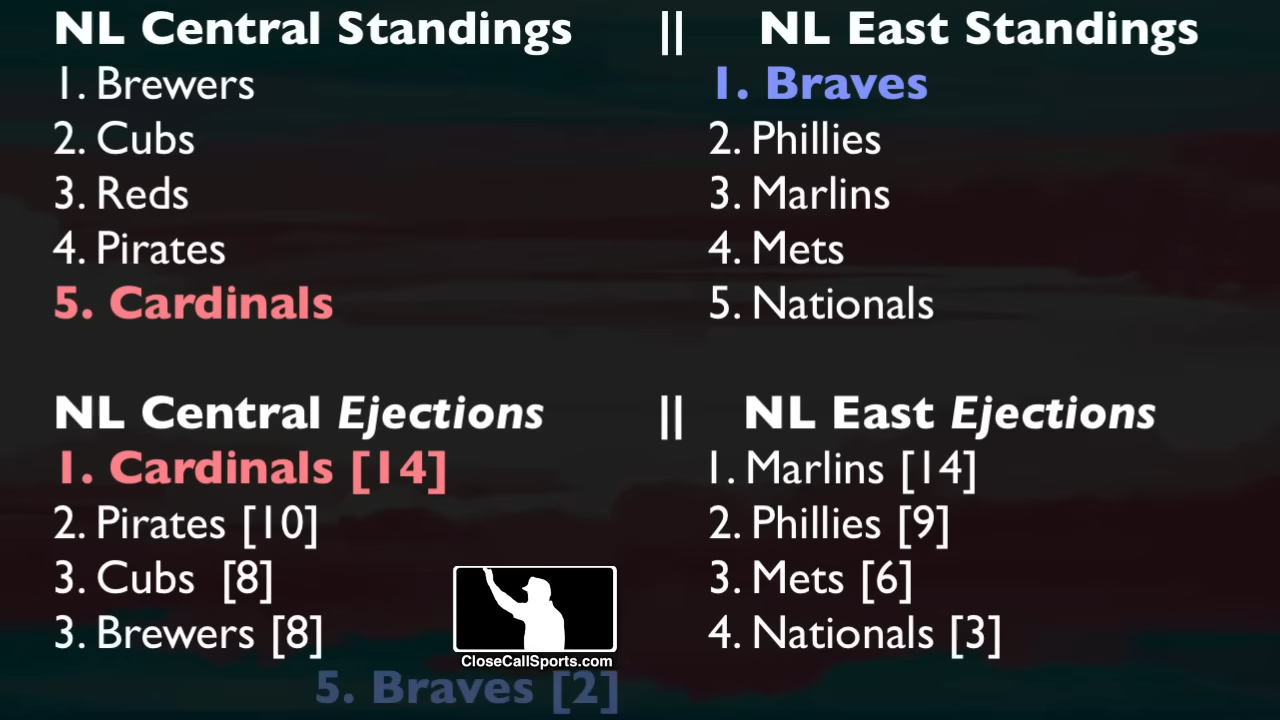 NL Central Standings || NL East Standings
1. Brewers 1. Braves
2. Cubs 2. Phillies
3. Reds 3. Marlins
4. Pirates 4. Mets
5. Cardinals 5. Nationals
NL Central Ejections || NL East Ejections
1. Cardinals [14] 1. Marlins [14]
2. Pirates [10] 2. Phillies [9]
3. Cubs [8] 3. Mets [6]
3. Brewers [8] 4. Nationals [3]
CloseCallSports.com
5. Braves [2]